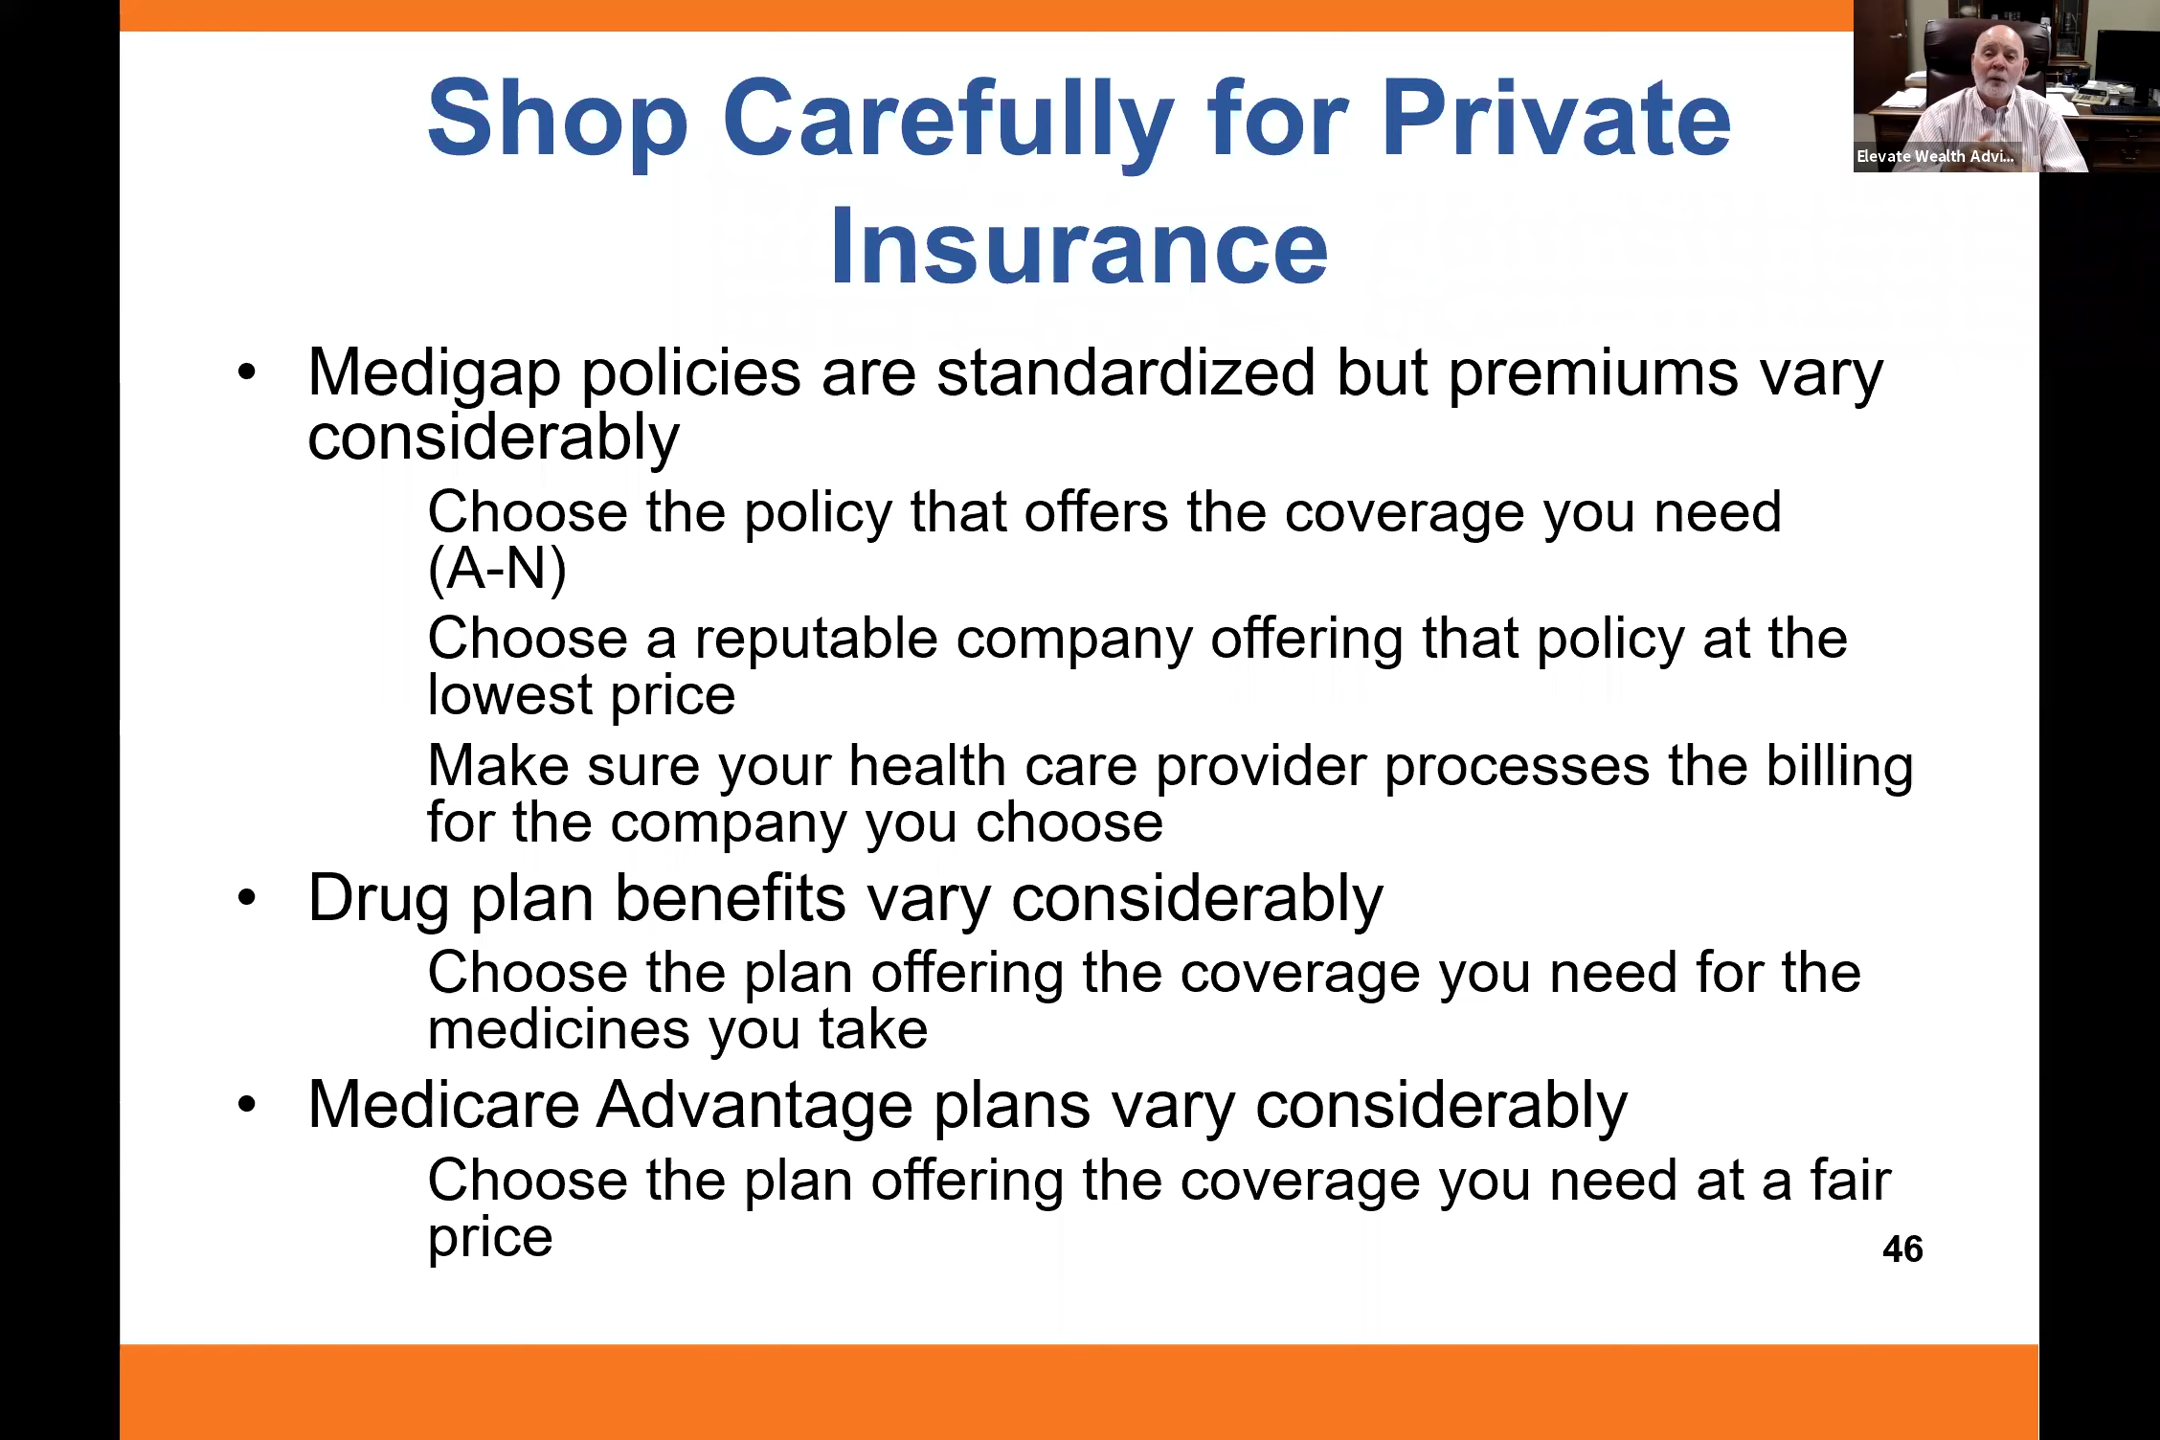 Shop Carefully for Private
Insurance
Elevate Wealth Advi...
• Medigap policies are standardized but premiums vary
considerably
Choose the policy that offers the coverage you need
(A-N)
Choose a reputable company offering that policy at the
lowest price
Make sure your health care provider processes the billing
for the company you choose
• Drug plan benefits vary considerably
Choose the plan offering the coverage you need for the
medicines you take
• Medicare Advantage plans vary considerably
Choose the plan offering the coverage you need at a fair
price
46